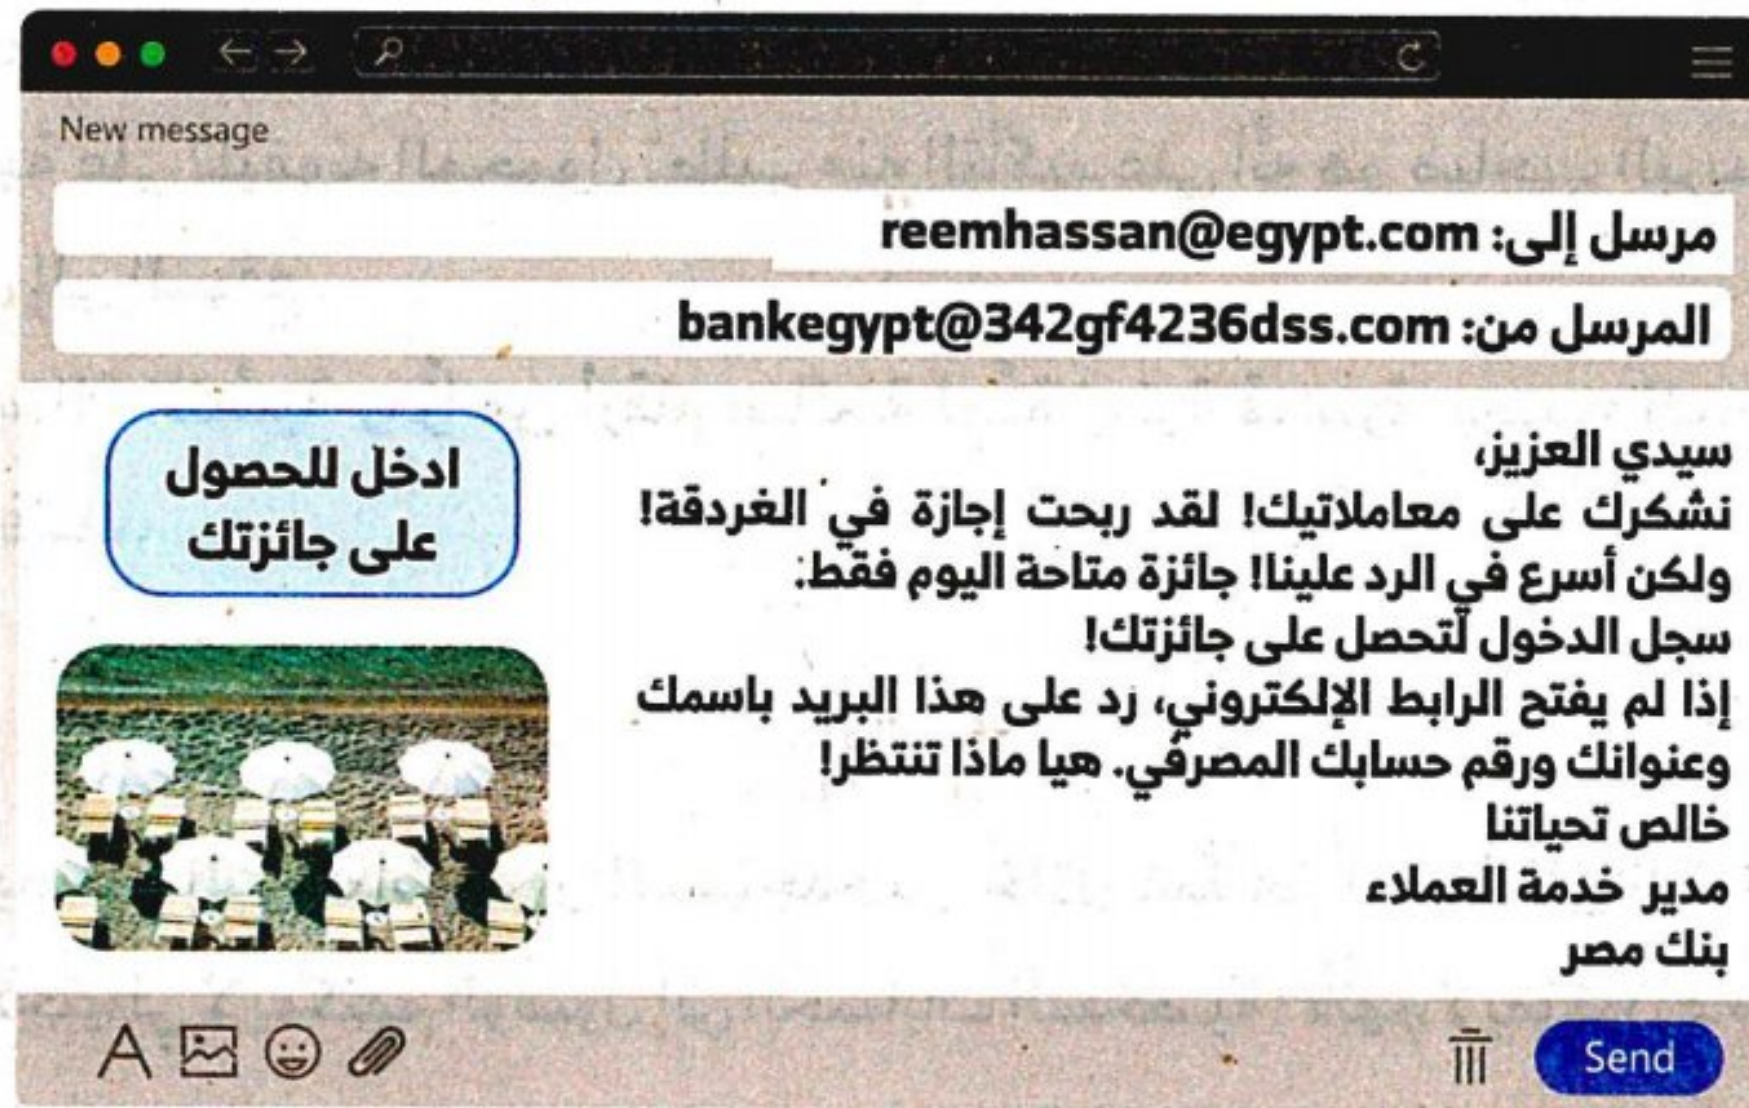 New message
مرسل إلى: reemhassan@egypt.com
المرسل من: bankegypt@342gf4236dss.com
سيدي العزيز،
نشكرك على معاملاتيك! لقد ربحت إجازة في الغردقة!
ولكن أسرع في الرد علينا! جائزة متاحة اليوم فقط:
سجل الدخول لتحصل على جائزتك!
إذا لم يفتح الرابط الإلكتروني، رد على هذا البريد باسمك
وعنوانك ورقم حسابك المصرفي. هيا ماذا تنتظر!
خالص تحياتنا
مدير خدمة العملاء
بنك مصر
ادخل للحصول
على جائزتك
Send